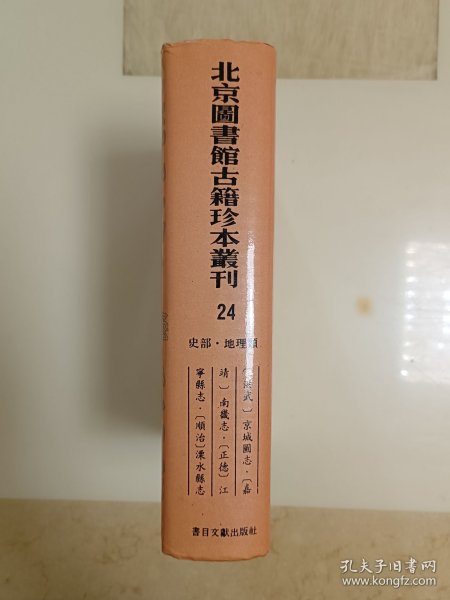 北京圖書館古籍珍本叢刊
24
史部·地理類
〔洪武〕京城圖志·〔嘉
靖〕南畿志·〔正德〕江
寧縣志·〔順治〕溧水縣志
書目文獻出版社
孔夫子旧书网
www.kongfz.com